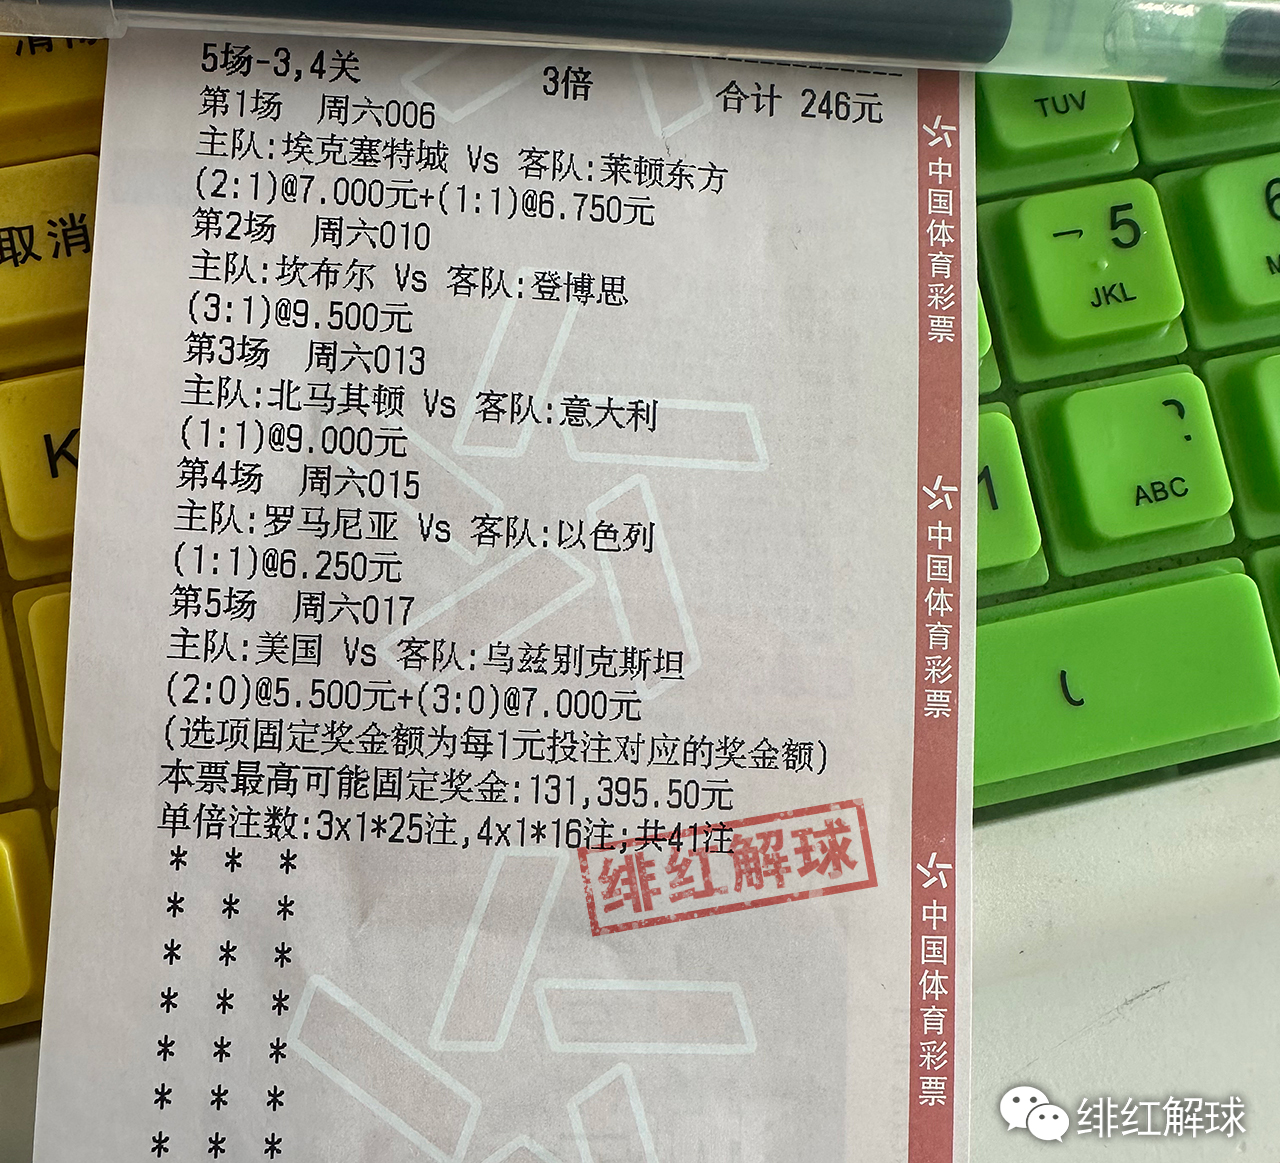 5场-3,4关 3倍 合计 246元
第1场 周六006
主队:埃克塞特城 Vs 客队:莱顿东方
(2:1)@7.000元+(1:1)@6.750元
第2场 周六010
主队:坎布尔 Vs 客队:登博思
(3:1)@9.500元
第3场 周六013
主队:北马其顿 Vs 客队:意大利
(1:1)@9.000元
第4场 周六015
主队:罗马尼亚 Vs 客队:以色列
(1:1)@6.250元
第5场 周六017
主队:美国 Vs 客队:乌兹别克斯坦
(2:0)@5.500元+(3:0)@7.000元
(选项固定奖金额为每1元投注对应的奖金额)
本票最高可能固定奖金:131,395.50元
单倍注数:3x1*25注,4x1*16注;共41注
* * *
* * *
* * *
* * *
* * *
* * *
* * *
绯红解球
中国体育彩票
中国体育彩票
中国体育彩票
取消
K
TUV
5
JKL
6
M
1
ABC
绯红解球